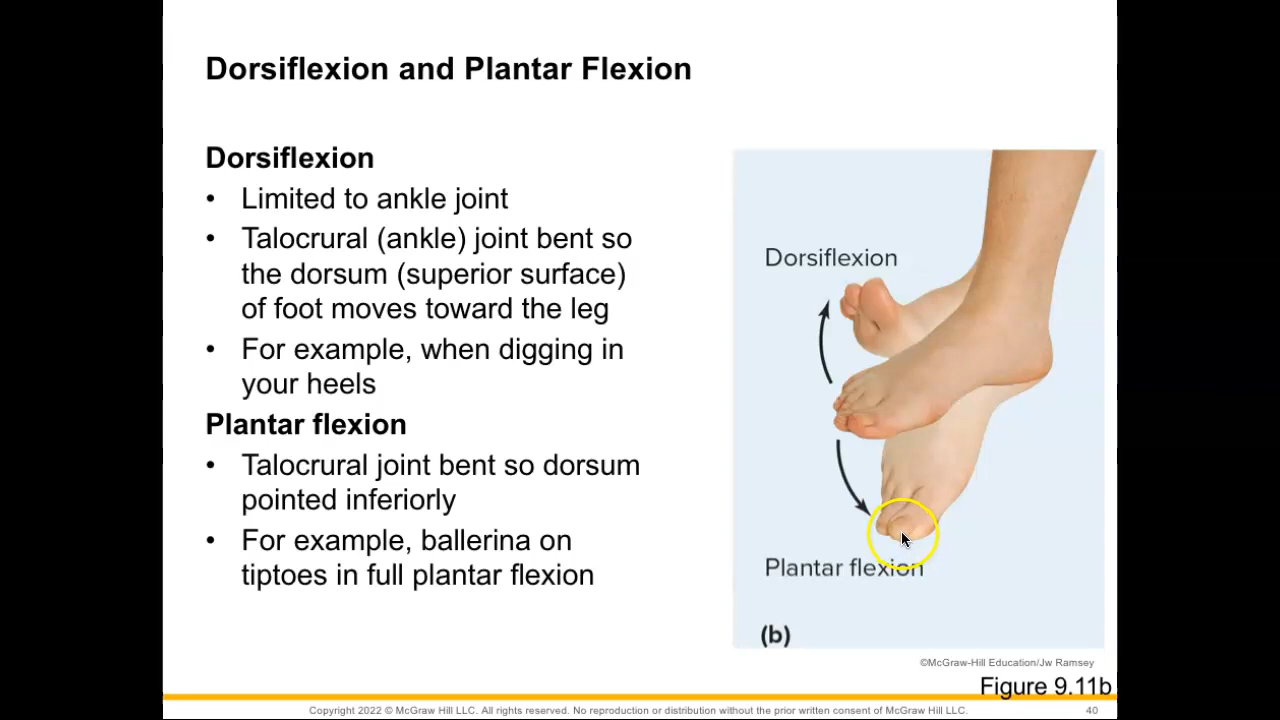 Dorsiflexion and Plantar Flexion
Dorsiflexion
• Limited to ankle joint
• Talocrural (ankle) joint bent so
the dorsum (superior surface)
of foot moves toward the leg
• For example, when digging in
your heels
Plantar flexion
• Talocrural joint bent so dorsum
pointed inferiorly
• For example, ballerina on
tiptoes in full plantar flexion
Dorsiflexion
Plantar flexion
(b)
©McGraw-Hill Education/Jw Ramsey
Figure 9.11b
Copyright 2022 © McGraw Hill LLC. All rights reserved. No reproduction or distribution without the prior written consent of McGraw Hill LLC.
40